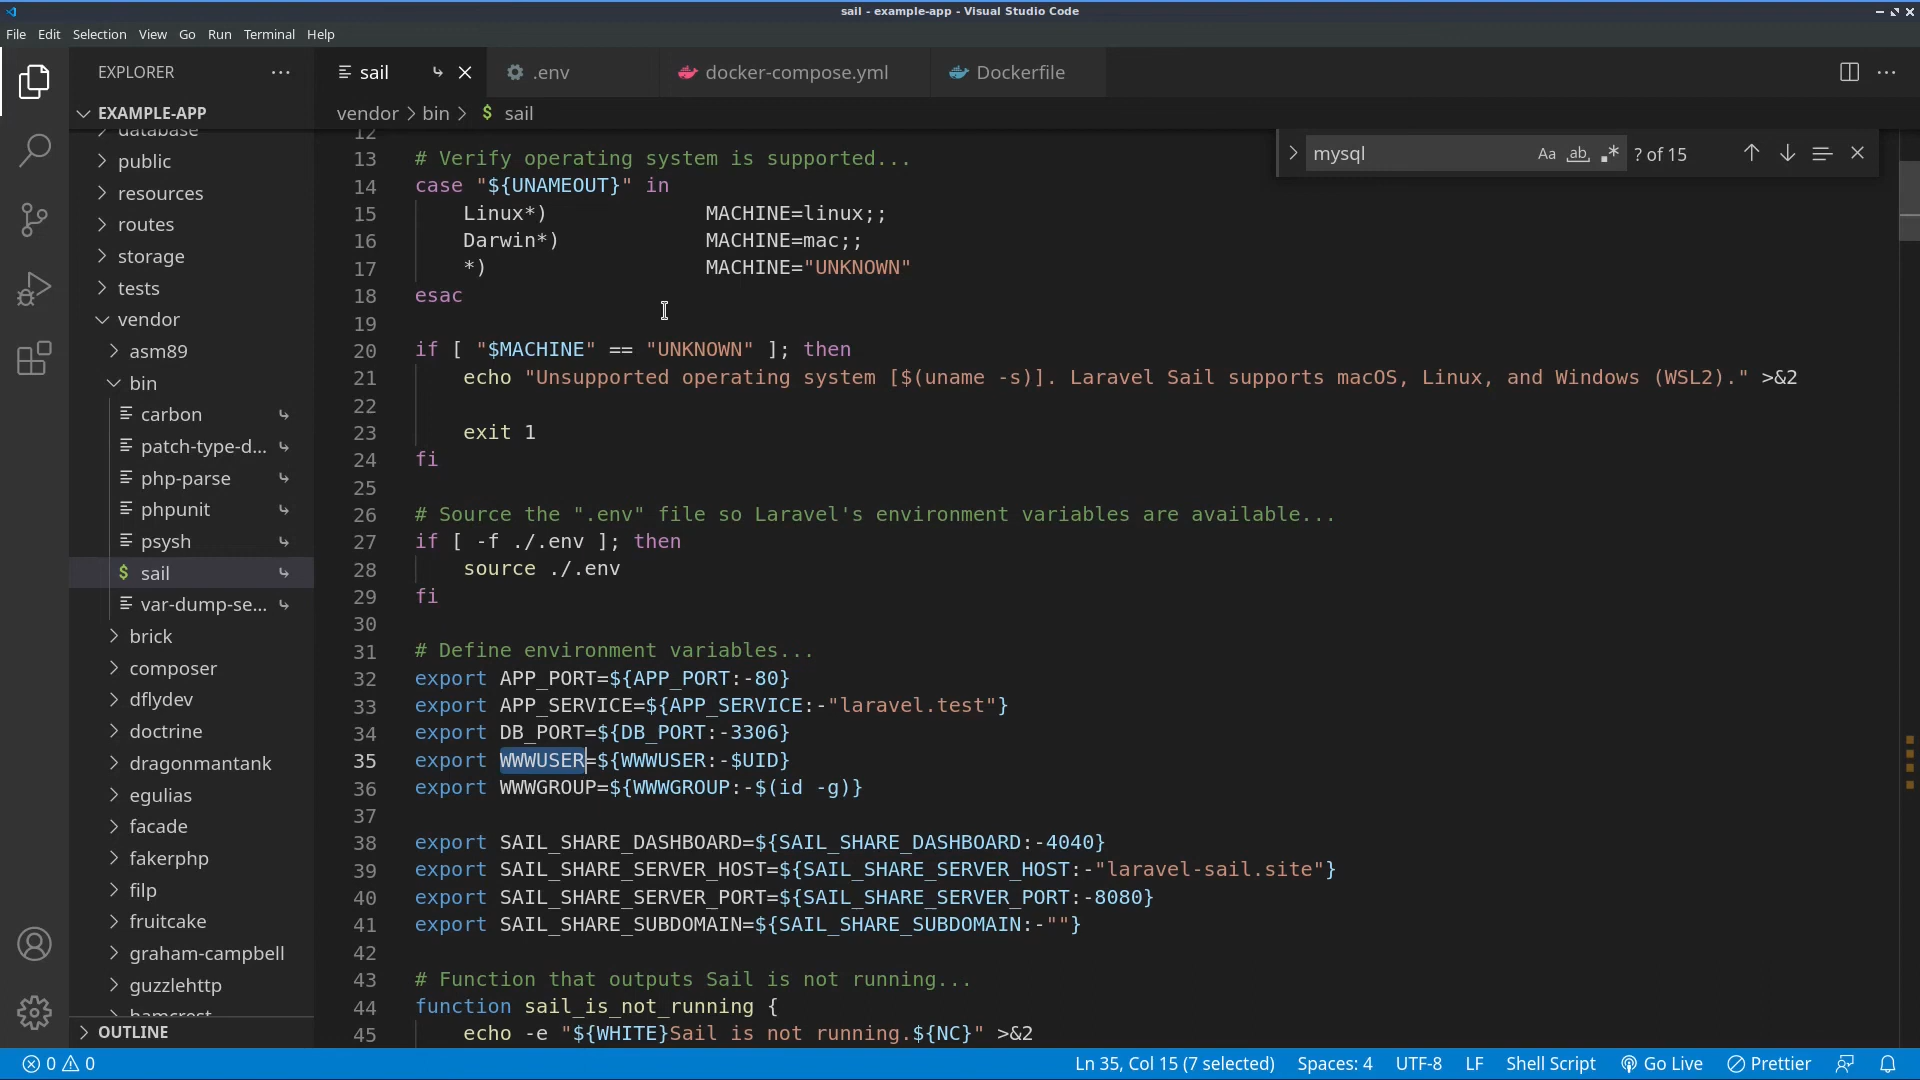 sail - example-app - Visual Studio Code
File Edit Selection View Go Run Terminal Help
EXPLORER
sail
.env
docker-compose.yml
Dockerfile
EXAMPLE-APP
vendor > bin > $ sail
database
public
resources
routes
storage
tests
vendor
asm89
bin
carbon
patch-type-d...
php-parse
phpunit
psysh
$ sail
var-dump-se...
brick
composer
dflydev
doctrine
dragonmantank
egulias
facade
fakerphp
filp
fruitcake
graham-campbell
guzzlehttp
hamcrest
OUTLINE
mysql Aa ab .* ? of 15
12
13 # Verify operating system is supported...
14 case "${UNAMEOUT}" in
15 Linux*) MACHINE=linux;;
16 Darwin*) MACHINE=mac;;
17 *) MACHINE="UNKNOWN"
18 esac
19
20 if [ "$MACHINE" == "UNKNOWN" ]; then
21 echo "Unsupported operating system [$(uname -s)]. Laravel Sail supports macOS, Linux, and Windows (WSL2)." >&2
22
23 exit 1
24 fi
25
26 # Source the ".env" file so Laravel's environment variables are available...
27 if [ -f ./.env ]; then
28 source ./.env
29 fi
30
31 # Define environment variables...
32 export APP_PORT=${APP_PORT:-80}
33 export APP_SERVICE=${APP_SERVICE:-"laravel.test"}
34 export DB_PORT=${DB_PORT:-3306}
35 export WWWUSER=${WWWUSER:-$UID}
36 export WWWGROUP=${WWWGROUP:-$(id -g)}
37
38 export SAIL_SHARE_DASHBOARD=${SAIL_SHARE_DASHBOARD:-4040}
39 export SAIL_SHARE_SERVER_HOST=${SAIL_SHARE_SERVER_HOST:-"laravel-sail.site"}
40 export SAIL_SHARE_SERVER_PORT=${SAIL_SHARE_SERVER_PORT:-8080}
41 export SAIL_SHARE_SUBDOMAIN=${SAIL_SHARE_SUBDOMAIN:-""}
42
43 # Function that outputs Sail is not running...
44 function sail_is_not_running {
45 echo -e "${WHITE}Sail is not running.${NC}" >&2
0 0 Ln 35, Col 15 (7 selected) Spaces: 4 UTF-8 LF Shell Script Go Live Prettier